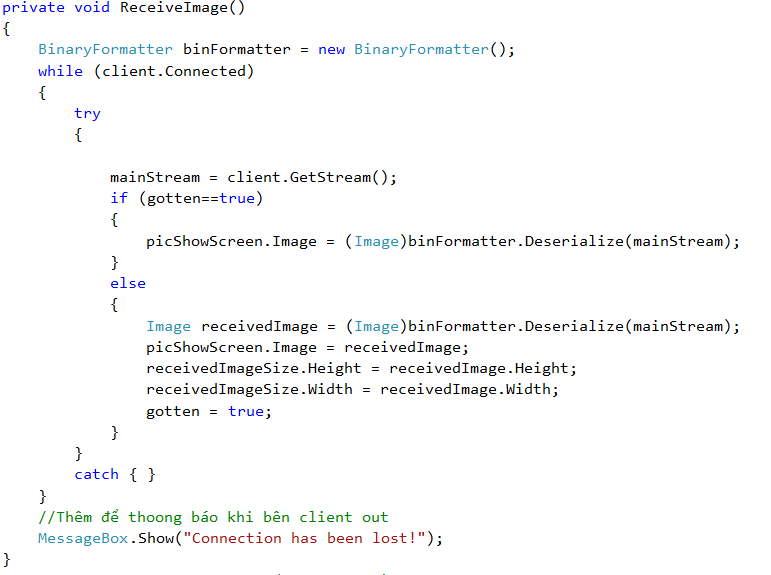 private void ReceiveImage()
{
    BinaryFormatter binFormatter = new BinaryFormatter();
    while (client.Connected)
    {
        try
        {

            mainStream = client.GetStream();
            if (gotten==true)
            {
                picShowScreen.Image = (Image)binFormatter.Deserialize(mainStream);
            }
            else
            {
                Image receivedImage = (Image)binFormatter.Deserialize(mainStream);
                picShowScreen.Image = receivedImage;
                receivedImageSize.Height = receivedImage.Height;
                receivedImageSize.Width = receivedImage.Width;
                gotten = true;
            }
        }
        catch { }
    }
    //Thêm để thoong báo khi bên client out
    MessageBox.Show("Connection has been lost!");
}